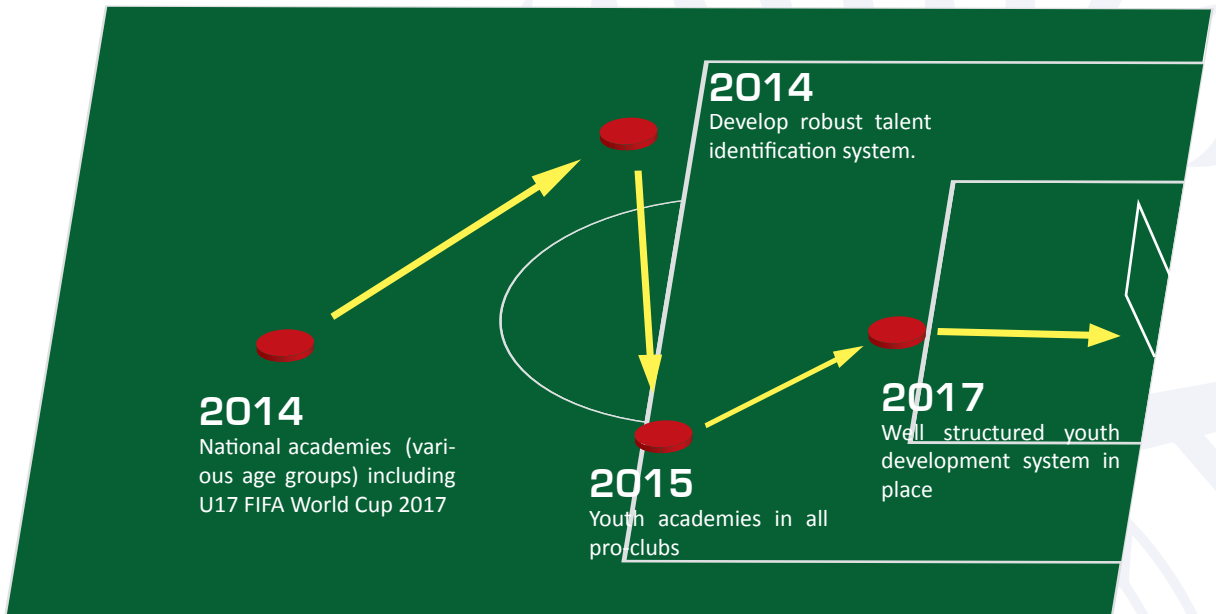 2014
National academies (vari-
ous age groups) including
U17 FIFA World Cup 2017
2014
Develop robust talent
identification system.
2015
Youth academies in all
pro-clubs
2017
Well structured youth
development system in
place